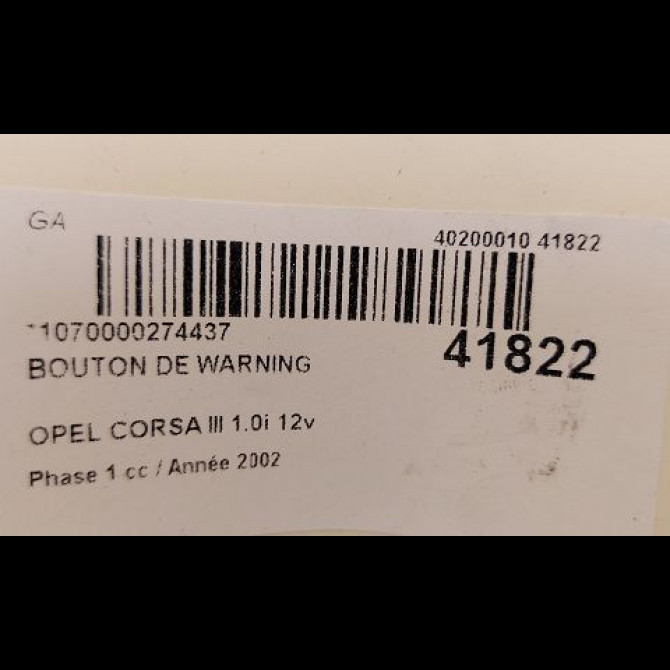 GA
40200010 41822
*1070000274437
41822
BOUTON DE WARNING
OPEL CORSA III 1.0i 12v
Phase 1 cc / Année 2002